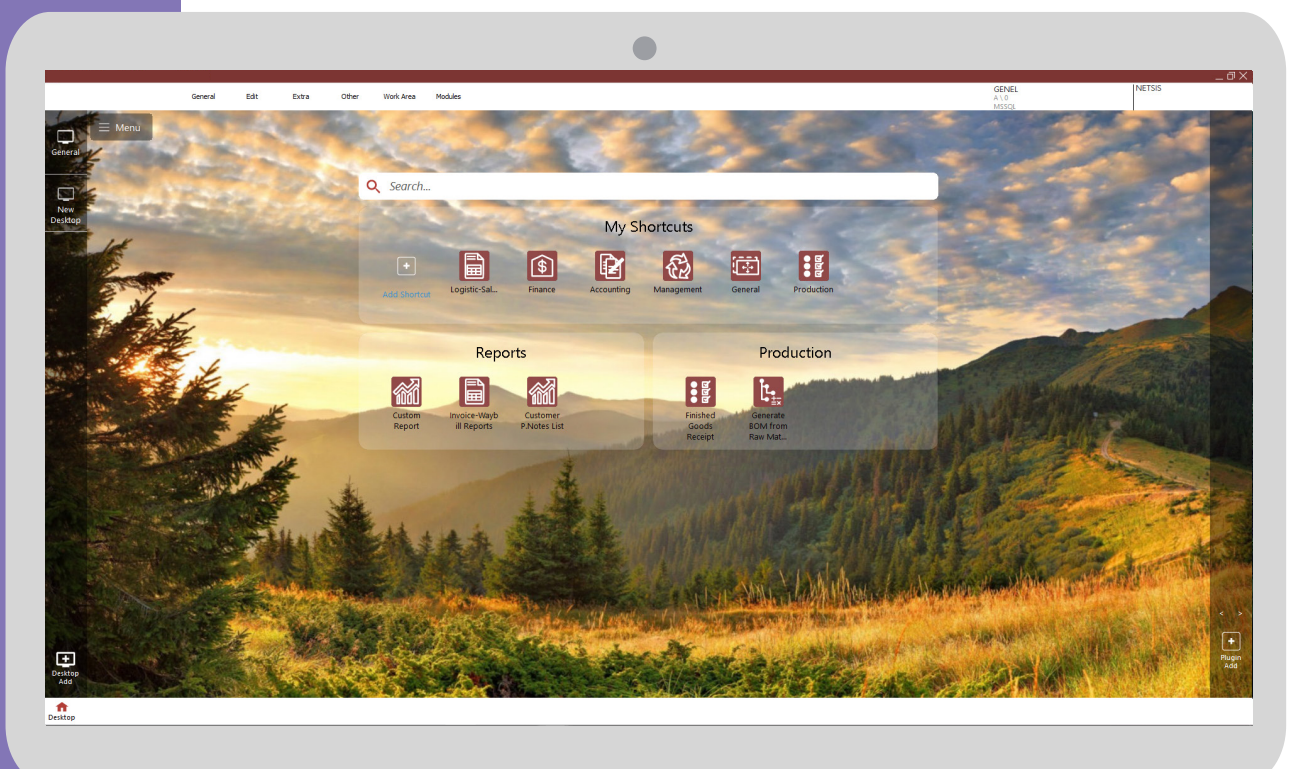 General Edit Extra Other Work Area Modules
GENEL
A \ 0
MSSQL
NETSIS
Menu
General
New
Desktop
Search...
My Shortcuts
Add Shortcut
Logistic-Sal...
Finance
Accounting
Management
General
Production
Reports
Custom
Report
Invoice-Wayb
ill Reports
Customer
P.Notes List
Production
Finished
Goods
Receipt
Generate
BOM from
Raw Mat...
Desktop
Add
Plugin
Add
Desktop